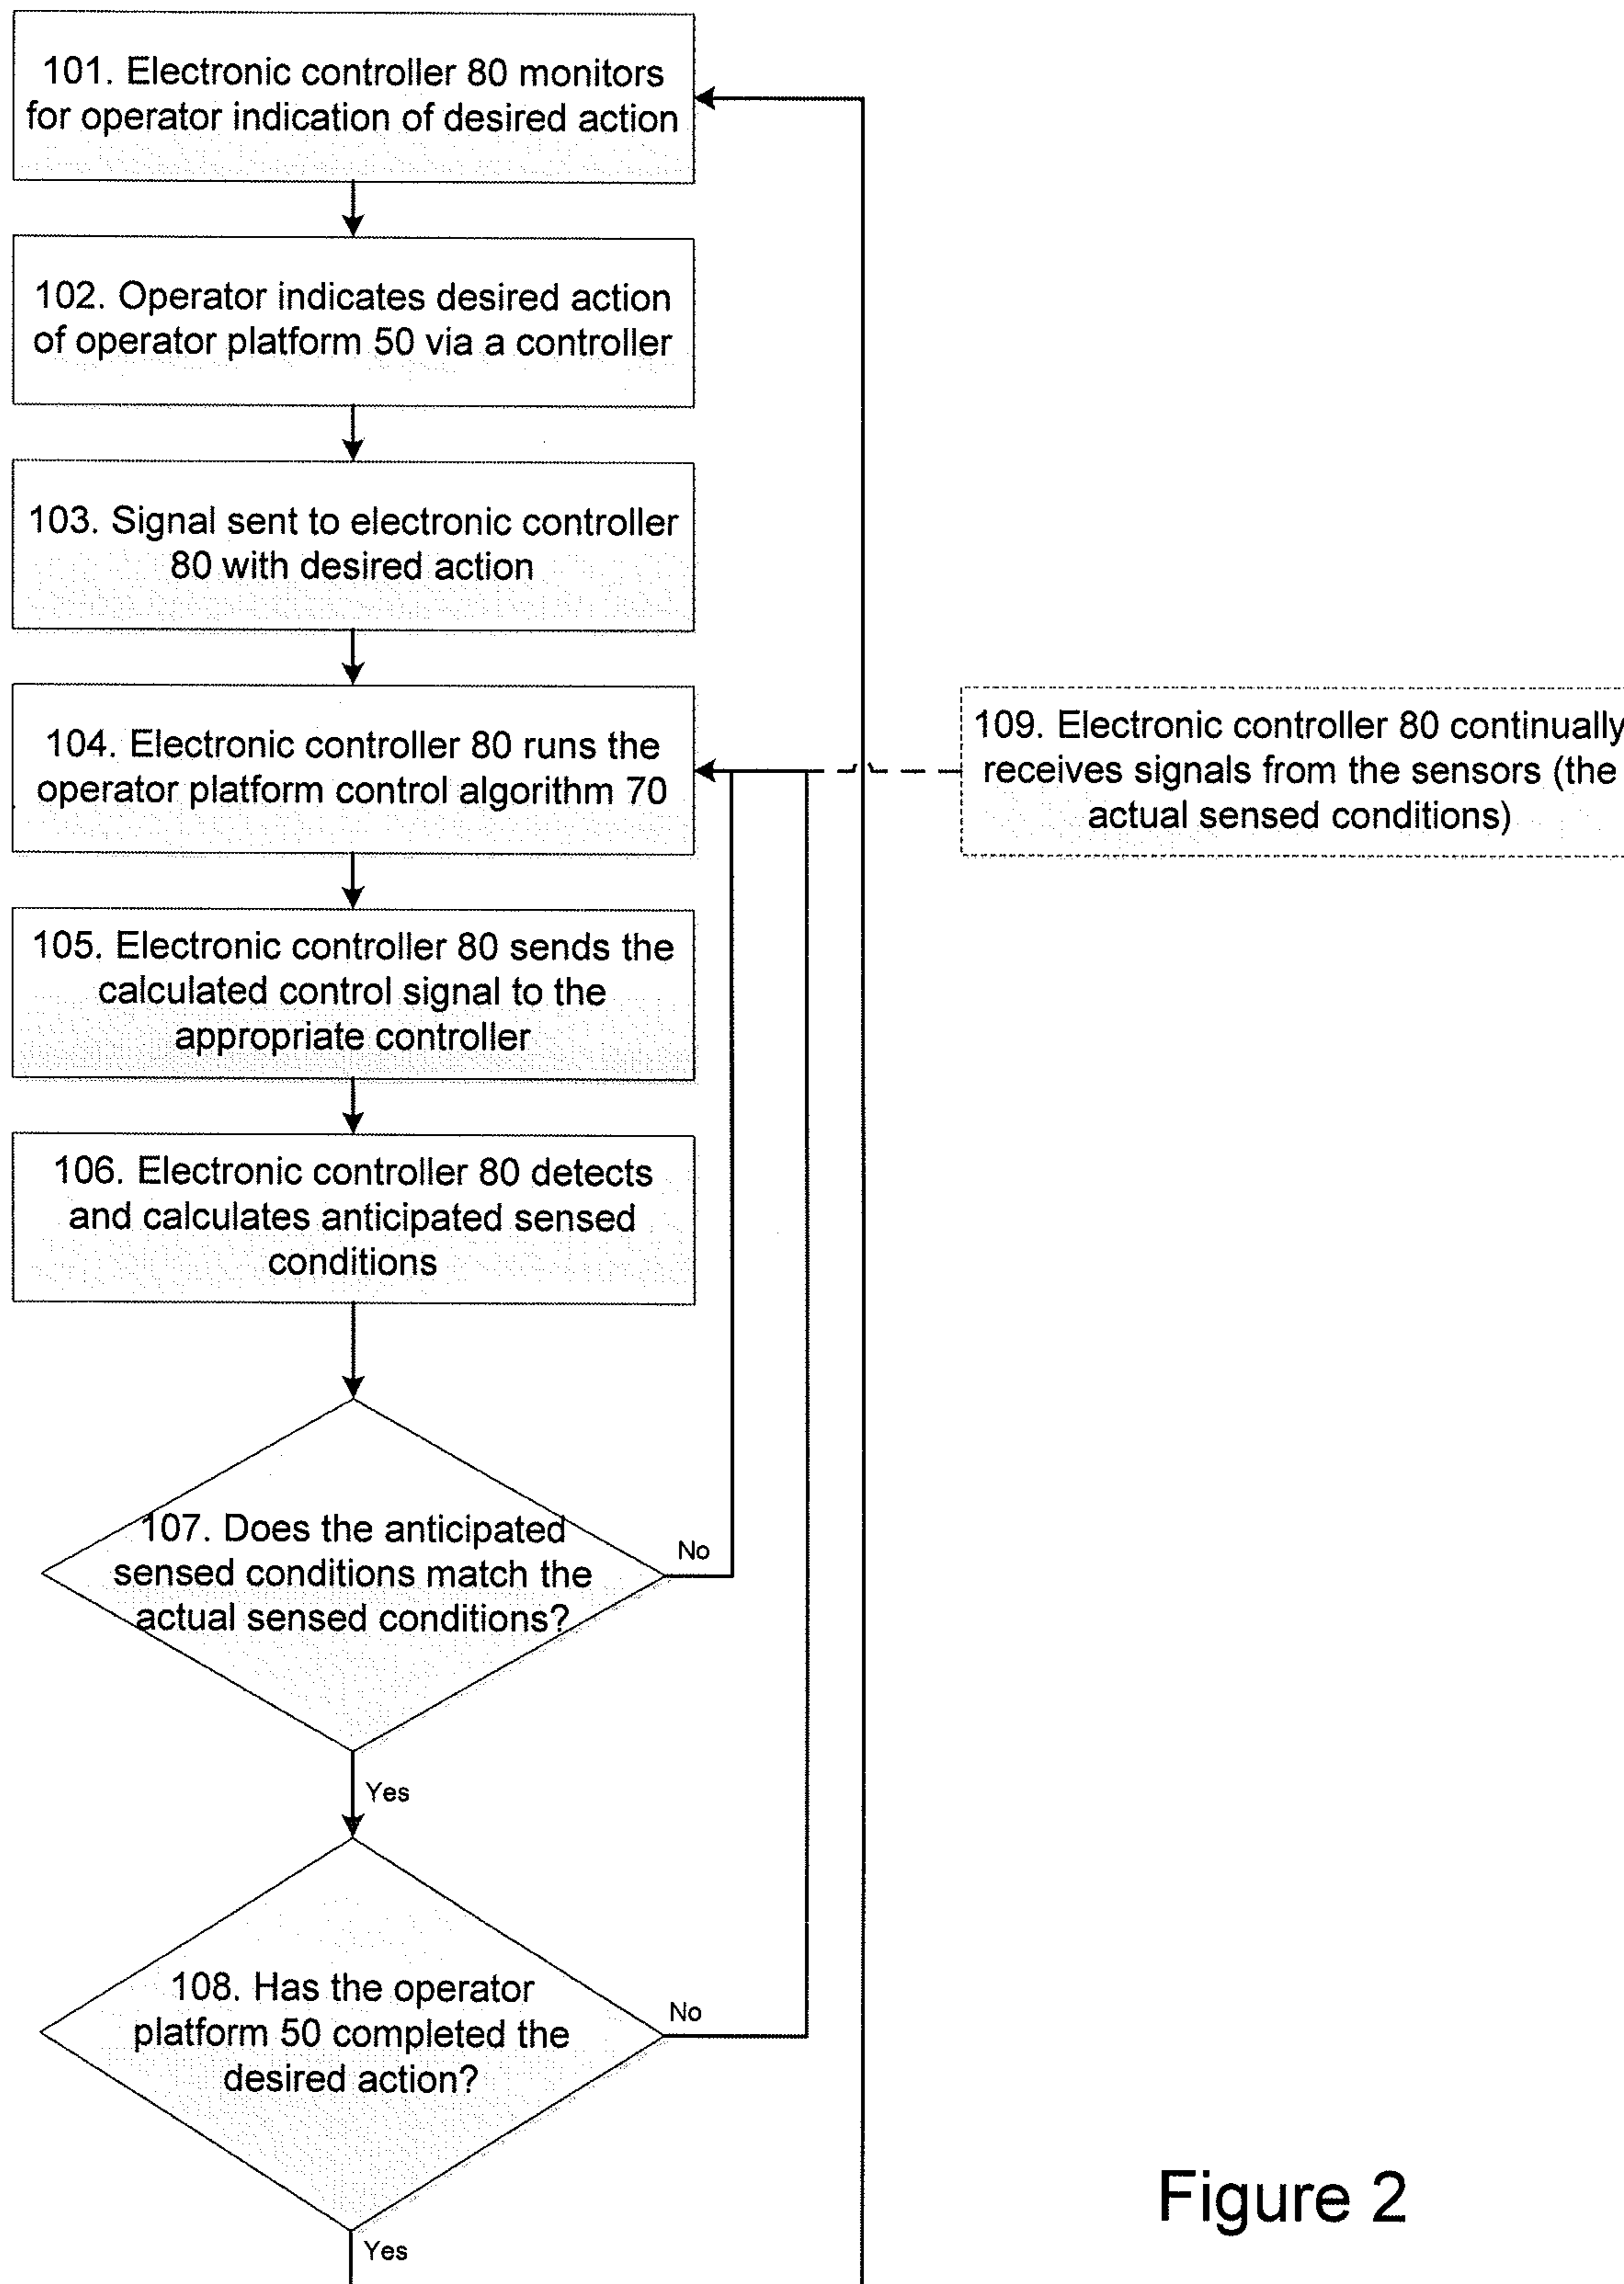 101. Electronic controller 80 monitors
for operator indication of desired action
102. Operator indicates desired action
of operator platform 50 via a controller
103. Signal sent to electronic controller
80 with desired action
104. Electronic controller 80 runs the
operator platform control algorithm 70
109. Electronic controller 80 continually
receives signals from the sensors (the
actual sensed conditions)
105. Electronic controller 80 sends the
calculated control signal to the
appropriate controller
106. Electronic controller 80 detects
and calculates anticipated sensed
conditions
107. Does the anticipated
sensed conditions match the
actual sensed conditions?
No
Yes
108. Has the operator
platform 50 completed the
desired action?
No
Yes
Figure 2